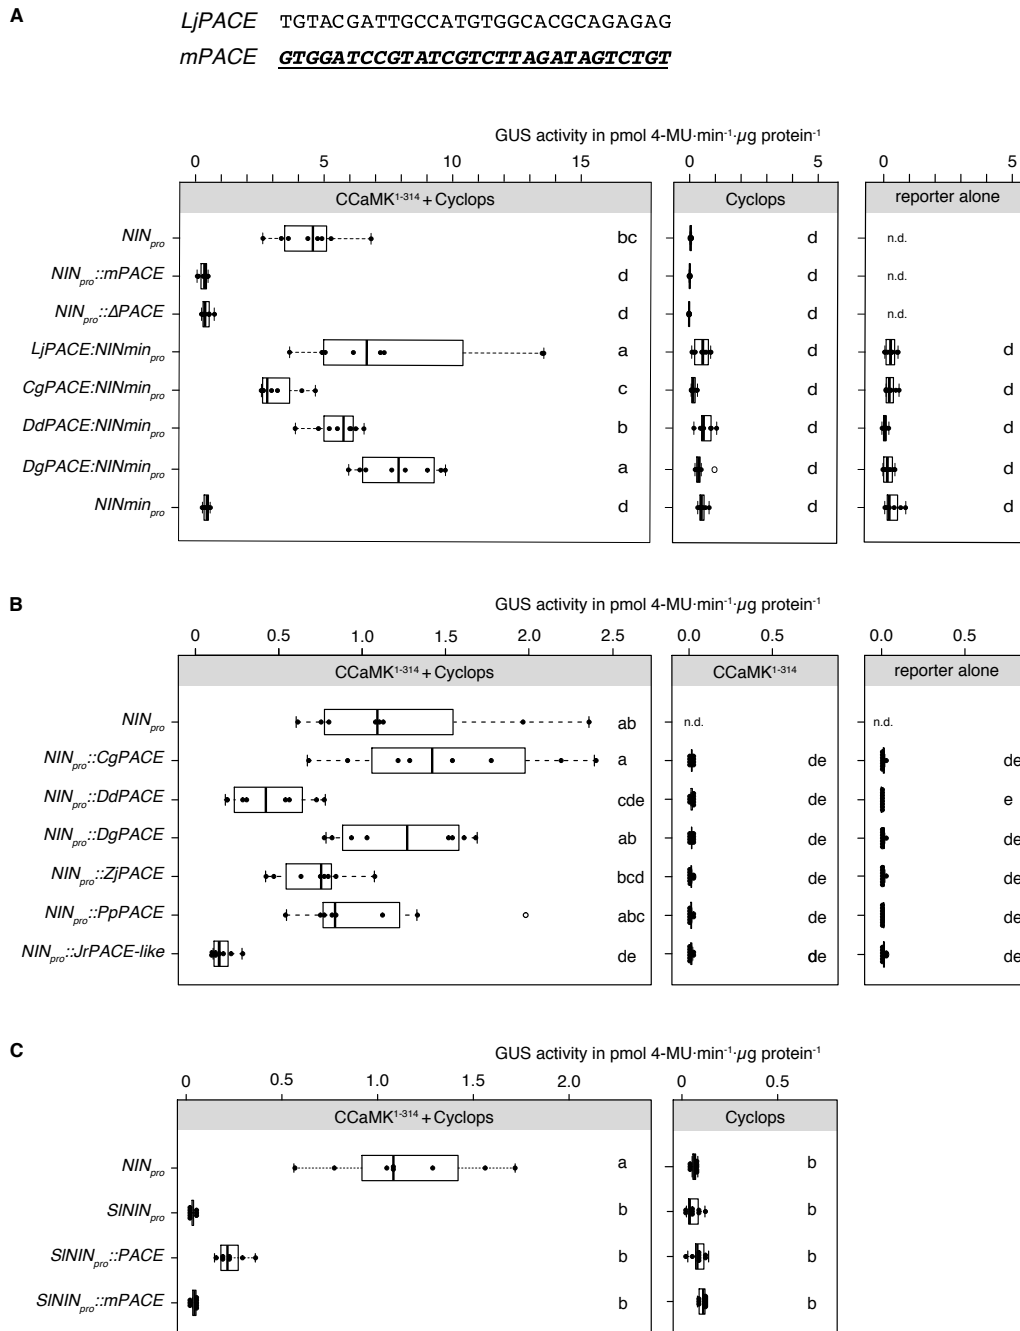 A
LjPACE TGTACGATTGCCATGTGGCACGCAGAGAG
mPACE GTGGATCCGTATCGTCTTAGATAGTCTGT
GUS activity in pmol 4-MU·min⁻¹·µg protein⁻¹
0 5 10 15 0 5 0 5
CCaMK¹⁻³¹⁴ + Cyclops Cyclops reporter alone
NINpro bc d n.d.
NINpro::mPACE d d n.d.
NINpro::ΔPACE d d n.d.
LjPACE:NINminpro a d d
CgPACE:NINminpro c d d
DdPACE:NINminpro b d d
DgPACE:NINminpro a d d
NINminpro d d d
B
GUS activity in pmol 4-MU·min⁻¹·µg protein⁻¹
0 0.5 1.0 1.5 2.0 2.5 0.0 0.5 0.0 0.5
CCaMK¹⁻³¹⁴ + Cyclops CCaMK¹⁻³¹⁴ reporter alone
NINpro ab n.d. n.d.
NINpro::CgPACE a de de
NINpro::DdPACE cde de e
NINpro::DgPACE ab de de
NINpro::ZjPACE bcd de de
NINpro::PpPACE abc de de
NINpro::JrPACE-like de de de
C
GUS activity in pmol 4-MU·min⁻¹·µg protein⁻¹
0 0.5 1.0 2.0 0 0.5
CCaMK¹⁻³¹⁴ + Cyclops Cyclops
NINpro a b
SlNINpro b b
SlNINpro::PACE b b
SlNINpro::mPACE b b